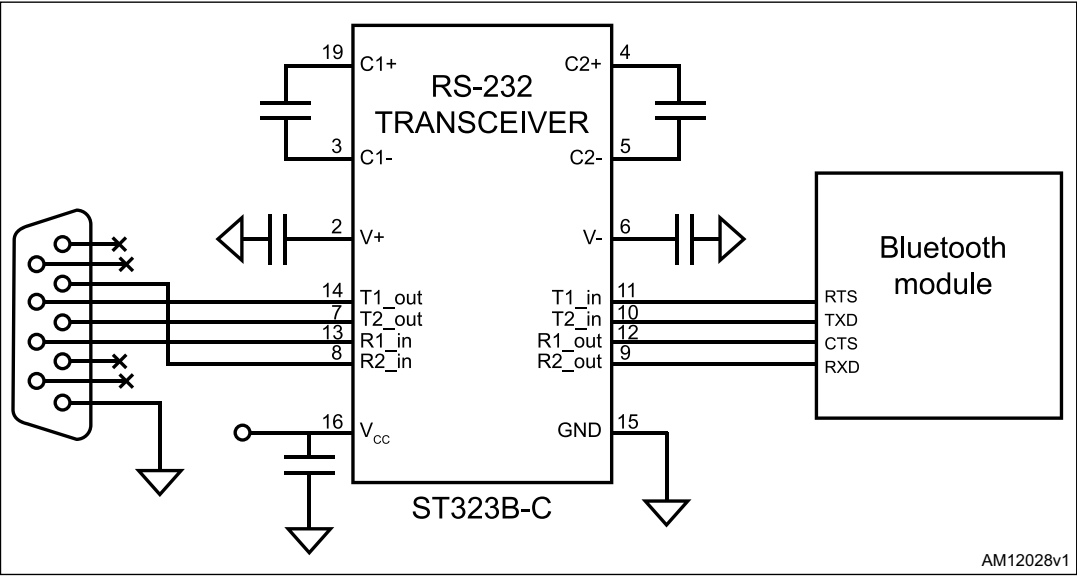 19 C1+ C2+ 4
RS-232
TRANSCEIVER
3 C1- C2- 5
2 V+ V- 6
Bluetooth
module
14 T1_out T1_in 11 RTS
7 T2_out T2_in 10 TXD
13 R1_in R1_out 12 CTS
8 R2_in R2_out 9 RXD
16 VCC GND 15
ST323B-C
AM12028v1